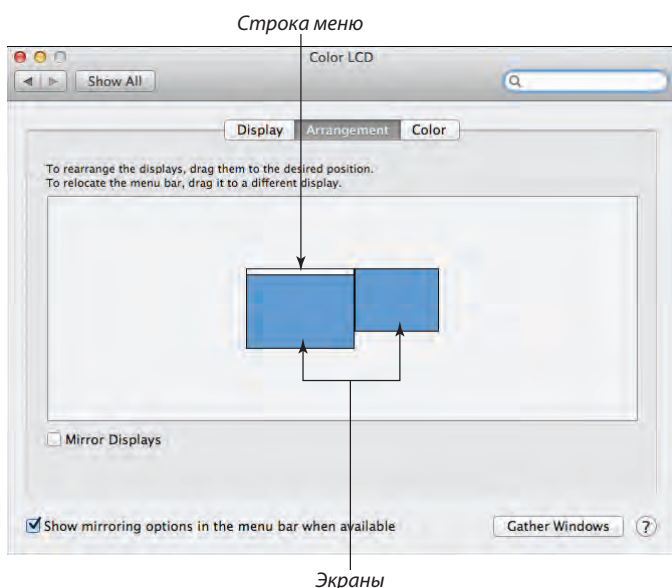 Строка меню
Color LCD
Show All
Display Arrangement Color
To rearrange the displays, drag them to the desired position.
To relocate the menu bar, drag it to a different display.
Mirror Displays
Show mirroring options in the menu bar when available
Gather Windows ?
Экраны